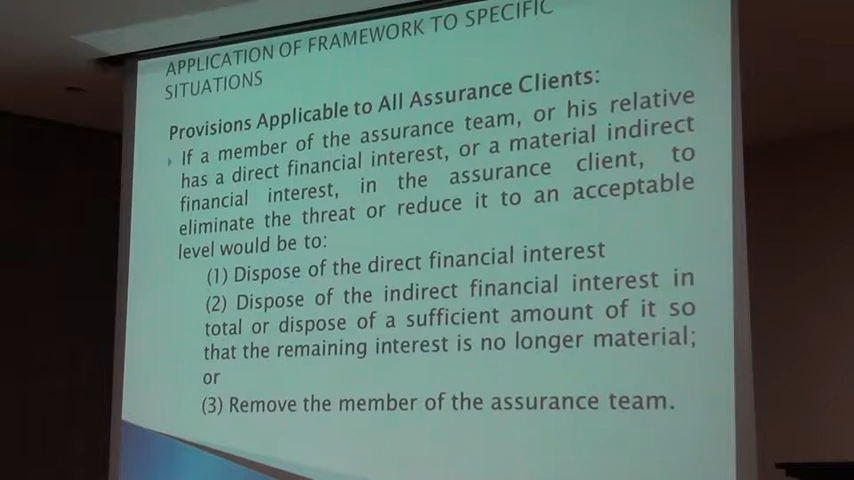 APPLICATION OF FRAMEWORK TO SPECIFIC
SITUATIONS
Provisions Applicable to All Assurance Clients:
If a member of the assurance team, or his relative
has a direct financial interest, or a material indirect
financial interest, in the assurance client, to
eliminate the threat or reduce it to an acceptable
level would be to:
(1) Dispose of the direct financial interest
(2) Dispose of the indirect financial interest in
total or dispose of a sufficient amount of it so
that the remaining interest is no longer material;
or
(3) Remove the member of the assurance team.